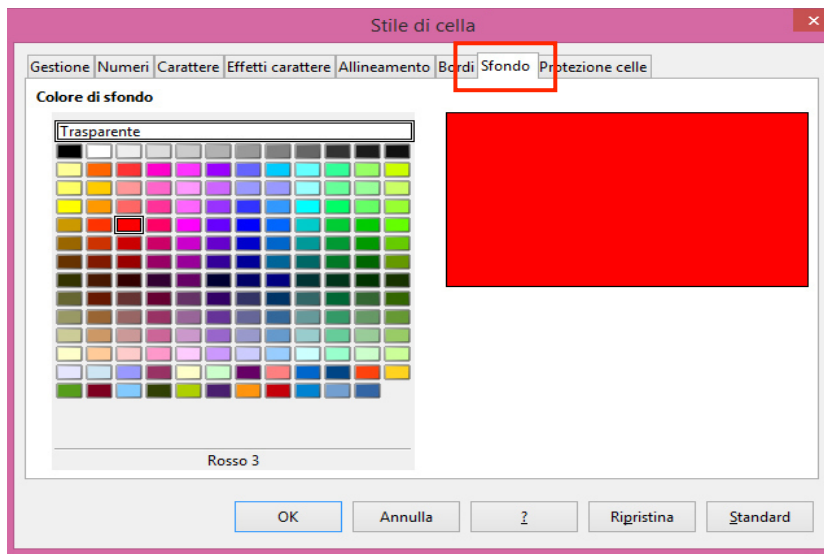 Stile di cella
Gestione Numeri Carattere Effetti carattere Allineamento Bordi Sfondo Protezione celle
Colore di sfondo
Trasparente
Rosso 3
OK Annulla ? Ripristina Standard